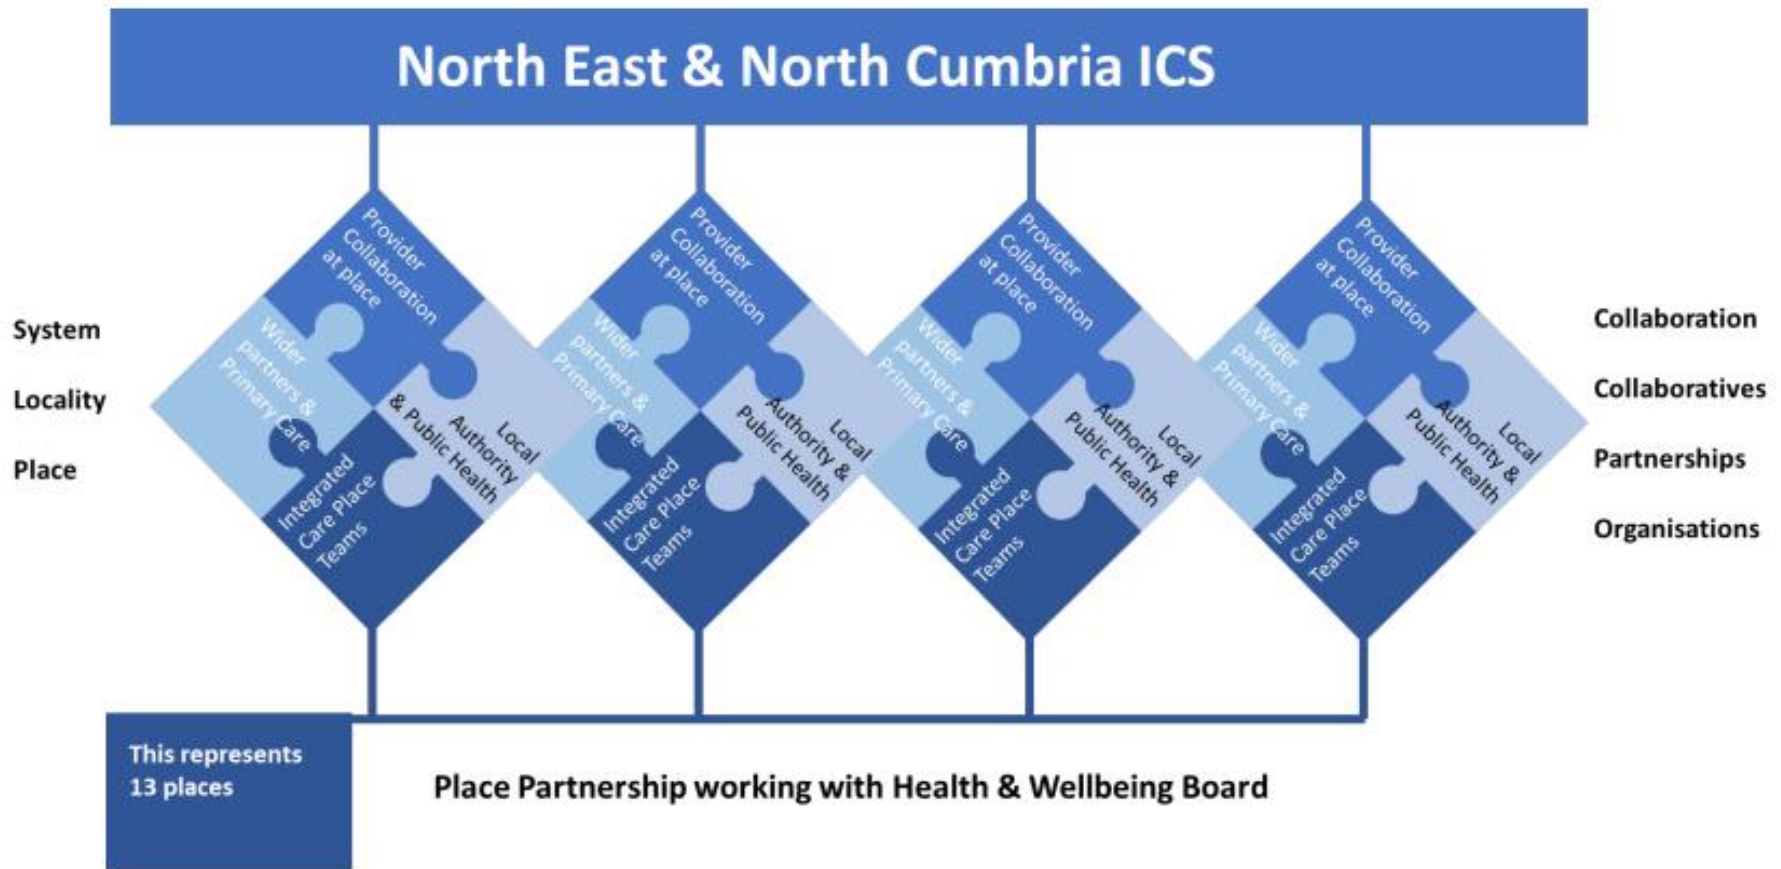 North East & North Cumbria ICS
System
Locality
Place
Provider
Collaboration
at place
Wider
partners &
Primary Care
Local
Authority
& Public Health
Integrated
Care Place
Teams
Provider
Collaboration
at place
Wider
partners &
Primary Care
Local
Authority &
Public Health
Integrated
Care Place
Teams
Provider
Collaboration
at place
Wider
partners &
Primary Care
Local
Authority &
Public Health
Integrated
Care Place
Teams
Provider
Collaboration
at place
Wider
partners &
Primary Care
Local
Authority &
Public Health
Integrated
Care Place
Teams
Collaboration
Collaboratives
Partnerships
Organisations
This represents
13 places
Place Partnership working with Health & Wellbeing Board